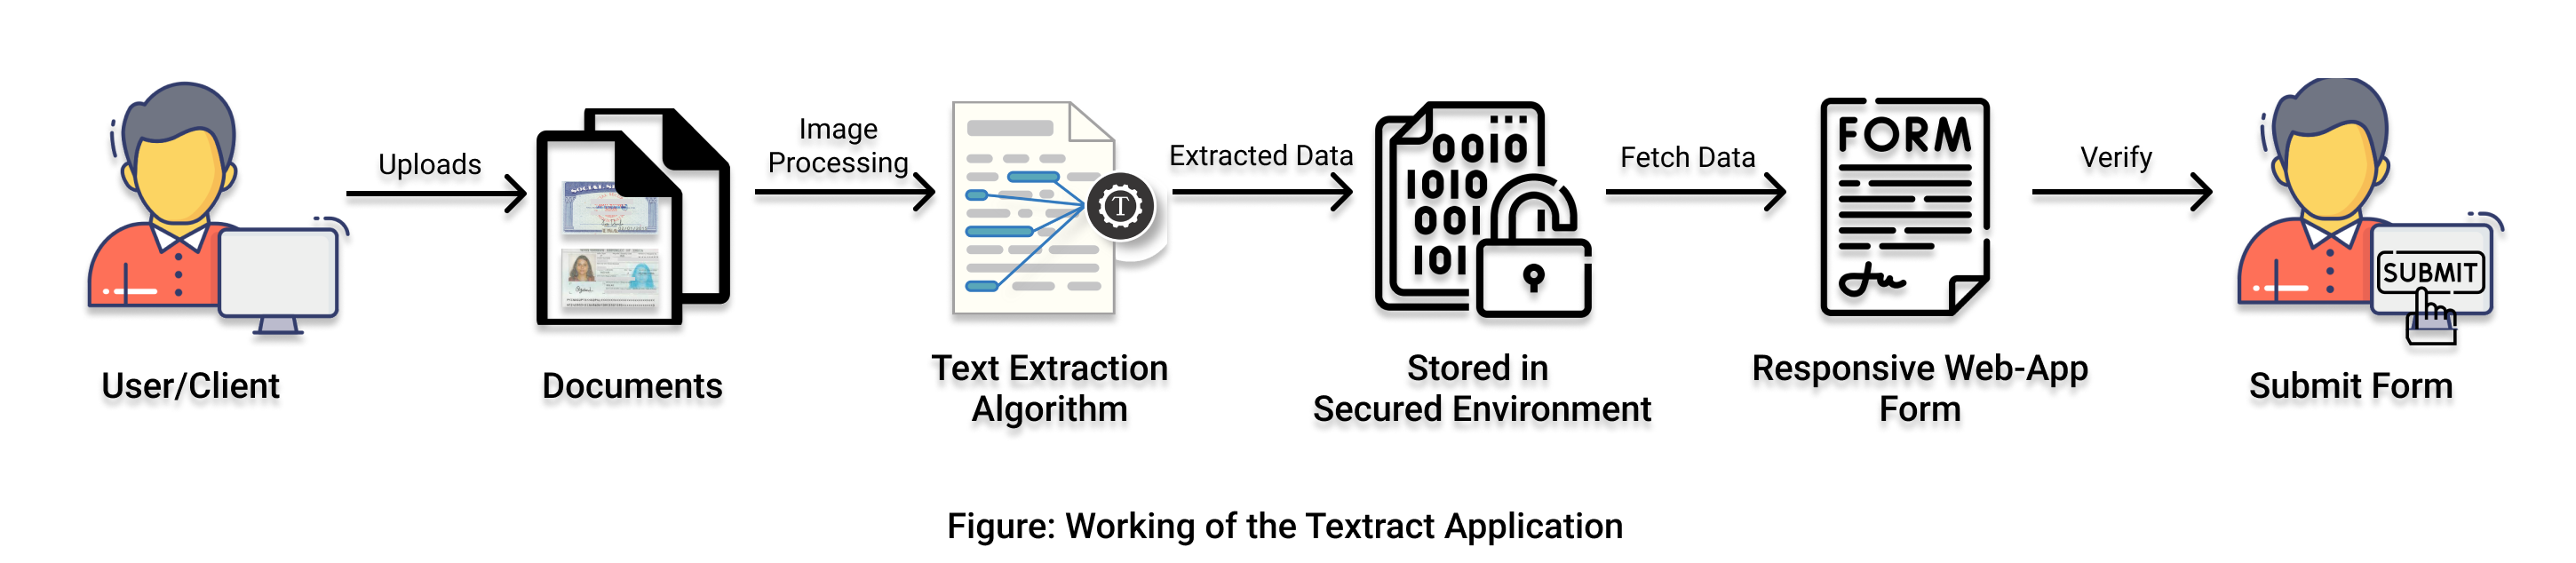 Uploads
Image
Processing
Extracted Data
Fetch Data
Verify
SOCIAL
T
0010
1010
001
101
FORM
SUBMIT
User/Client
Documents
Text Extraction
Algorithm
Stored in
Secured Environment
Responsive Web-App
Form
Submit Form
Figure: Working of the Textract Application